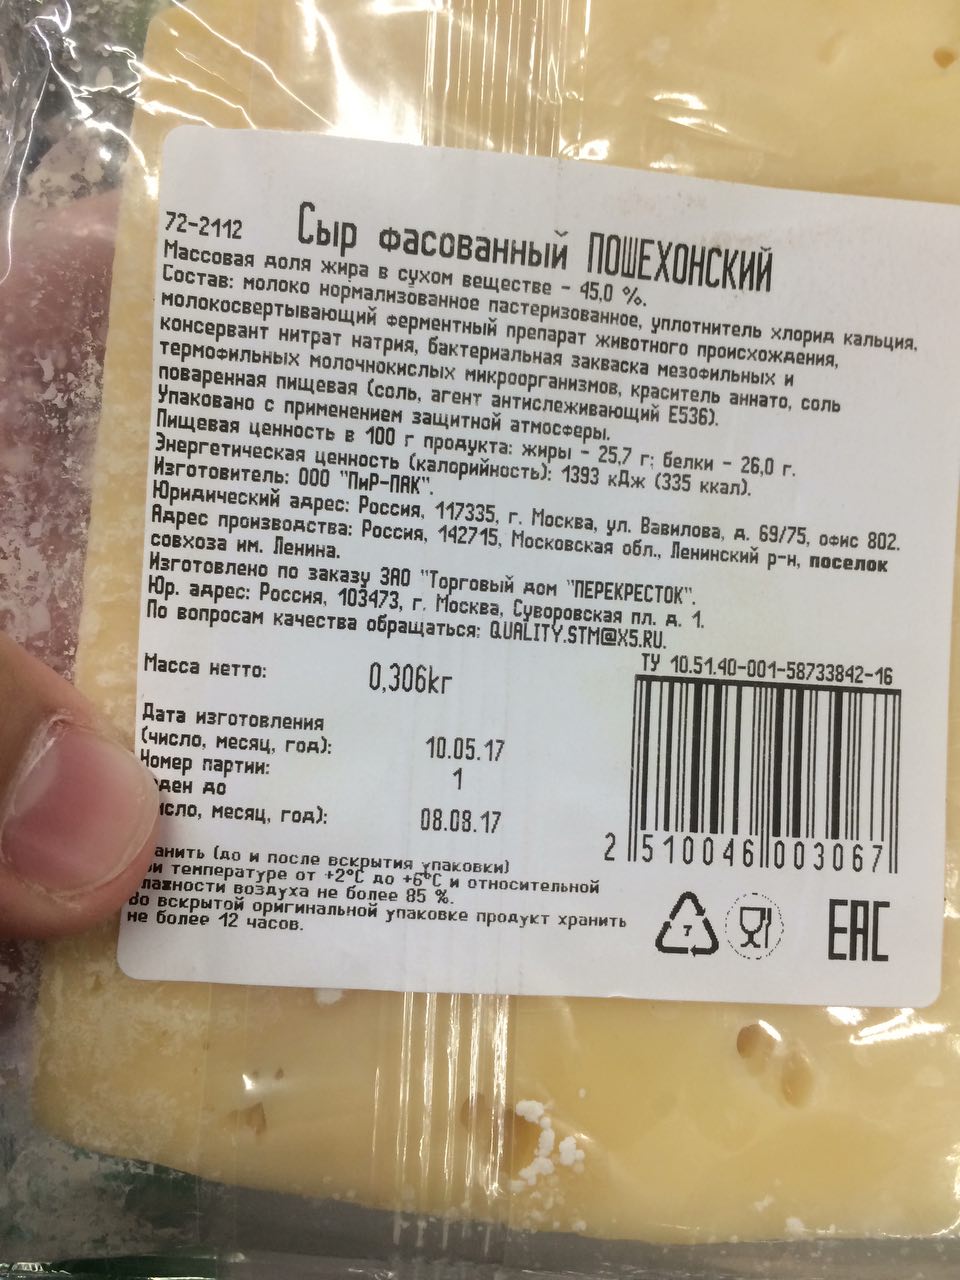 72-2112 Сыр фасованный ПОШЕХОНСКИЙ
Массовая доля жира в сухом веществе - 45,0 %.
Состав: молоко нормализованное пастеризованное, уплотнитель хлорид кальция,
молокосвертывающий ферментный препарат животного происхождения,
консервант нитрат натрия, бактериальная закваска мезофильных и
термофильных молочнокислых микроорганизмов, краситель аннато, соль
поваренная пищевая (соль, агент антислеживающий Е536).
Упаковано с применением защитной атмосферы.
Пищевая ценность в 100 г продукта: жиры - 25,7 г; белки - 26,0 г.
Энергетическая ценность (калорийность): 1393 кДж (335 ккал).
Изготовитель: ООО "ПиР-ПАК".
Юридический адрес: Россия, 117335, г. Москва, ул. Вавилова, д. 69/75, офис 802.
Адрес производства: Россия, 142715, Московская обл., Ленинский р-н, поселок
совхоза им. Ленина.
Изготовлено по заказу ЗАО "Торговый дом "ПЕРЕКРЕСТОК".
Юр. адрес: Россия, 103473, г. Москва, Суворовская пл. д. 1.
По вопросам качества обращаться: QUALITY.STM@X5.RU.
ТУ 10.51.40-001-58733842-16
Масса нетто: 0,306кг
Дата изготовления
(число, месяц, год): 10.05.17
Номер партии: 1
ден до
исло, месяц, год): 08.08.17
2 510046 003067
анить (до и после вскрытия упаковки)
и температуре от +2°С до +6°С и относительной
лажности воздуха не более 85 %.
Во вскрытой оригинальной упаковке продукт хранить
не более 12 часов.
7
ЕАС